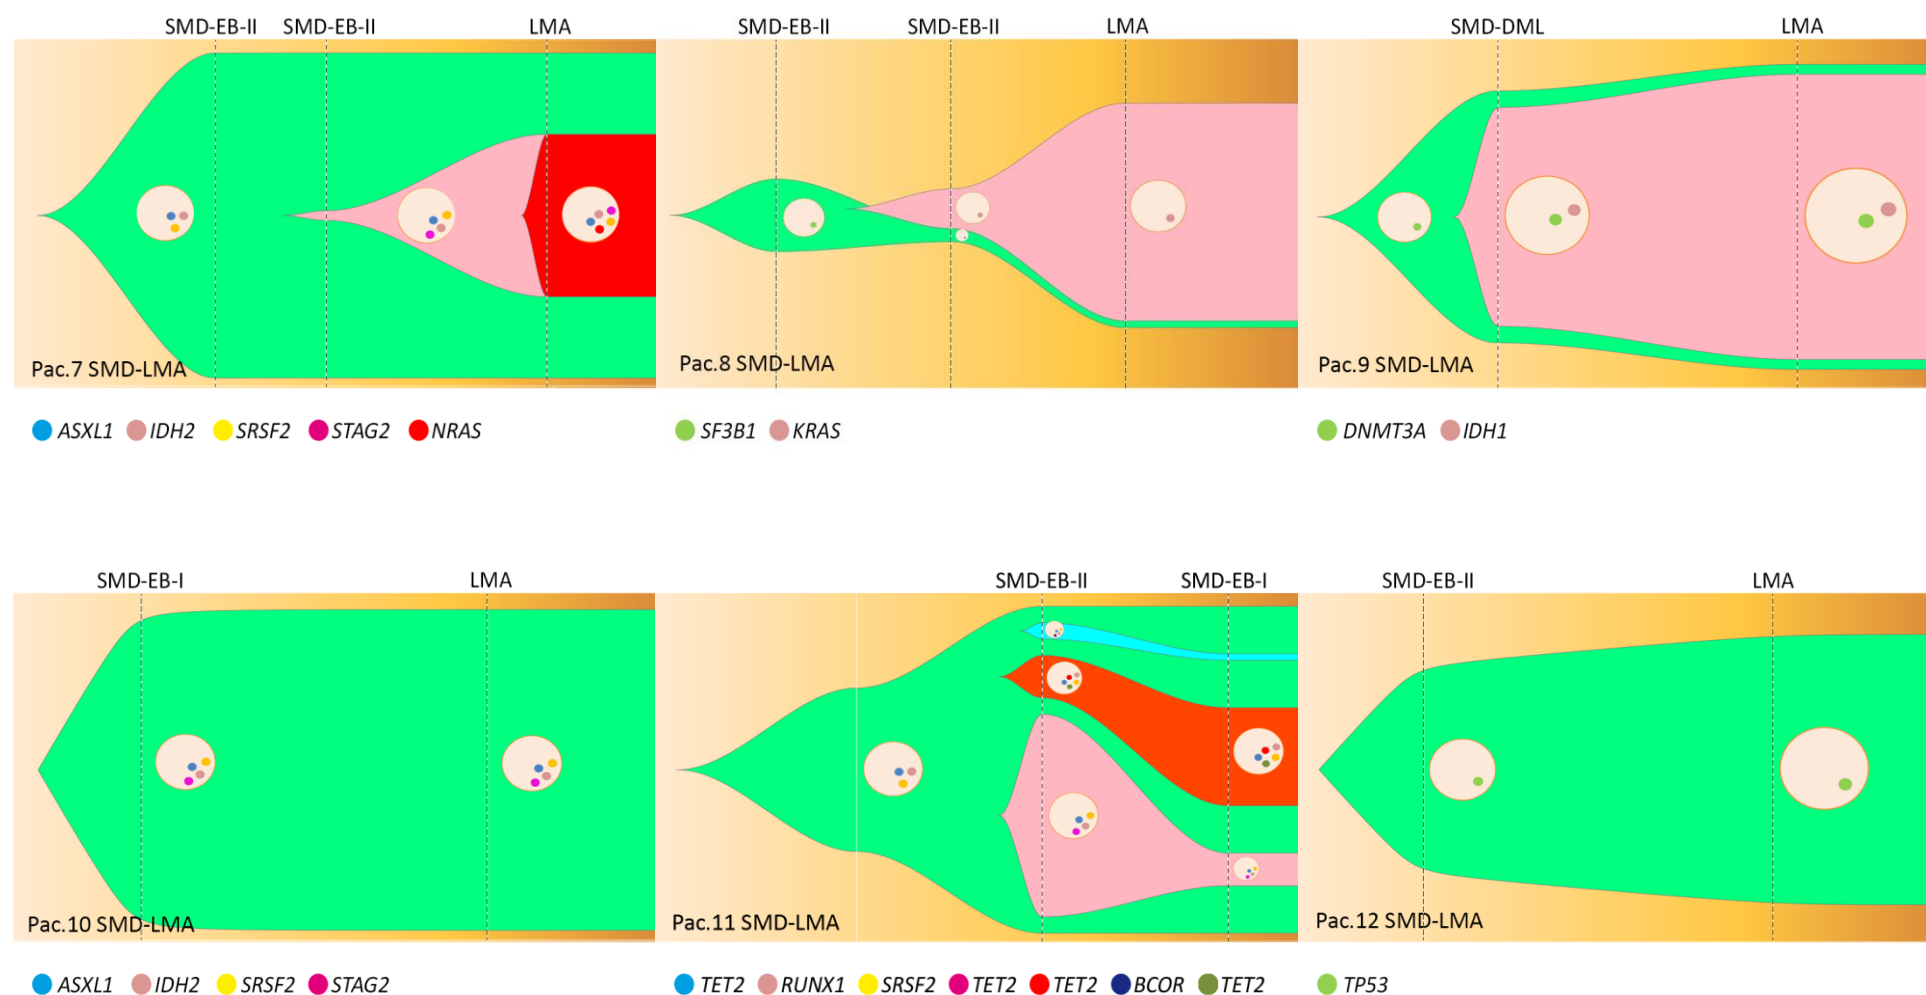 SMD-EB-II SMD-EB-II LMA
SMD-EB-II SMD-EB-II LMA
SMD-DML LMA
Pac.7 SMD-LMA
Pac.8 SMD-LMA
Pac.9 SMD-LMA
ASXL1 IDH2 SRSF2 STAG2 NRAS
SF3B1 KRAS
DNMT3A IDH1
SMD-EB-I LMA
SMD-EB-II SMD-EB-I
SMD-EB-II LMA
Pac.10 SMD-LMA
Pac.11 SMD-LMA
Pac.12 SMD-LMA
ASXL1 IDH2 SRSF2 STAG2
TET2 RUNX1 SRSF2 TET2 TET2 BCOR TET2
TP53